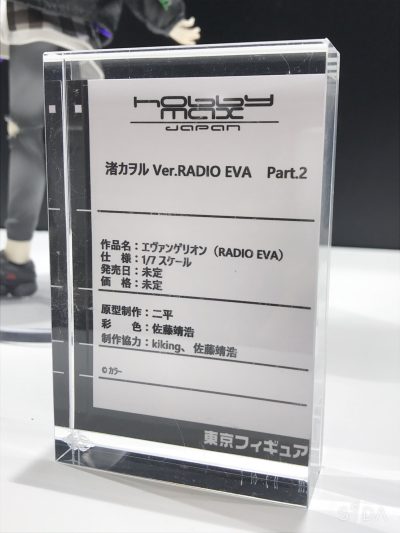 hobby
max
JAPAN
渚カヲル Ver.RADIO EVA　Part.2
作品名：エヴァンゲリオン（RADIO EVA）
仕　様：1/7 スケール
発売日：未定
価　格：未定
原型制作：二平
彩　　色：佐藤靖浩
制作協力：kiking、佐藤靖浩
©カラー
東京フィギュア